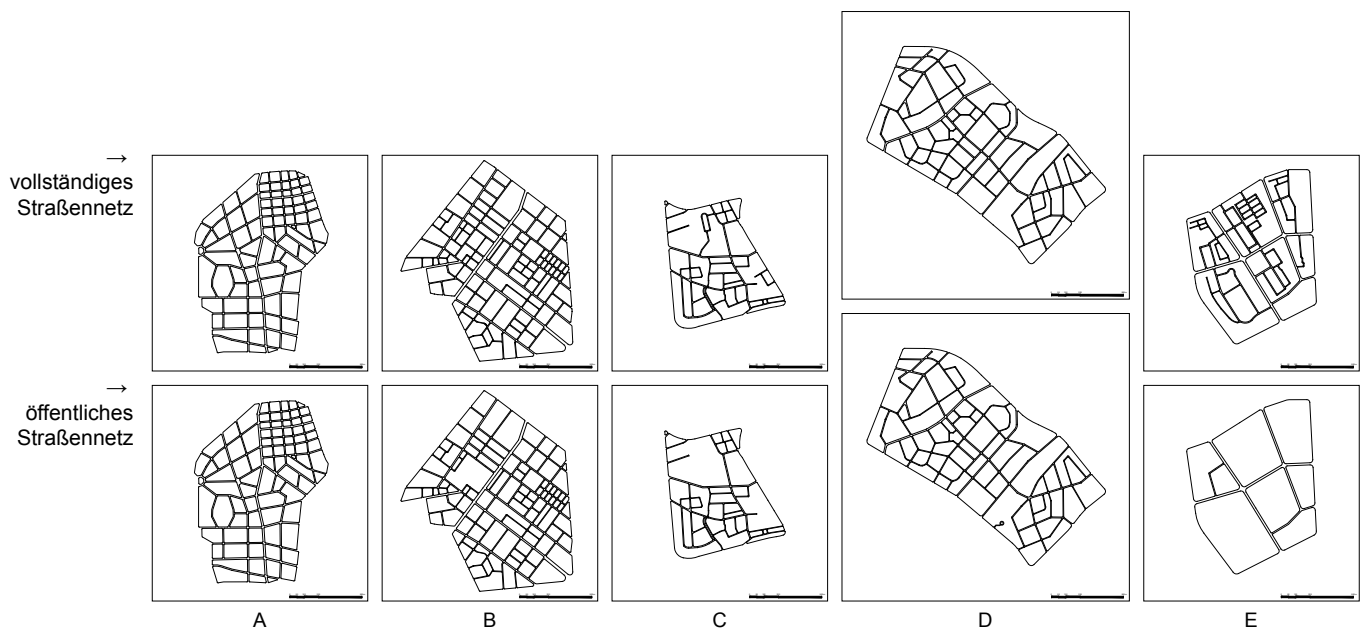 →
vollständiges
Straßennetz
→
öffentliches
Straßennetz
A
B
C
D
E